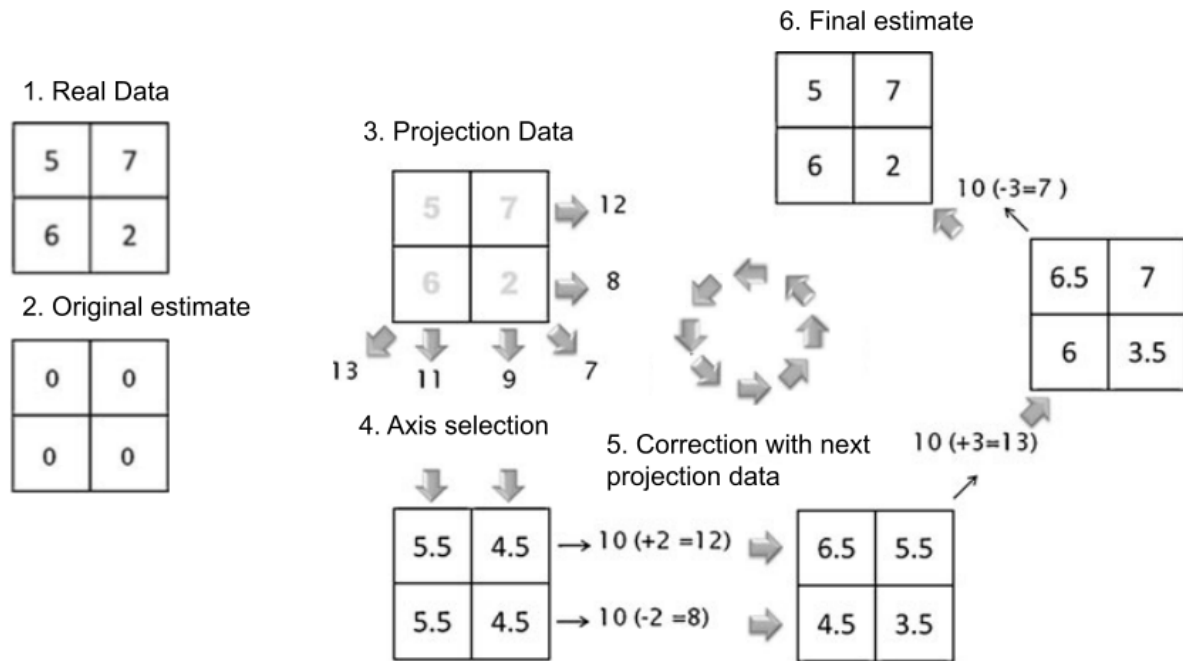 1. Real Data
5 7
6 2
2. Original estimate
0 0
0 0
3. Projection Data
5 7 12
6 2 8
13 11 9 7
4. Axis selection
5.5 4.5 10 (+2 =12)
5.5 4.5 10 (-2 =8)
5. Correction with next
projection data
6.5 5.5
4.5 3.5
10 (+3=13)
6.5 7
6 3.5
10 (-3=7 )
6. Final estimate
5 7
6 2